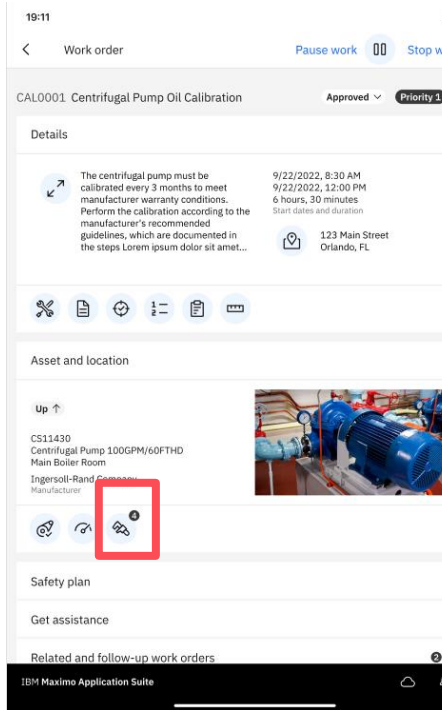 19:11
Work order
Pause work
Stop w
CAL0001 Centrifugal Pump Oil Calibration
Approved
Priority 1
Details
The centrifugal pump must be
calibrated every 3 months to meet
manufacturer warranty conditions.
Perform the calibration according to the
manufacturer's recommended
guidelines, which are documented in
the steps Lorem ipsum dolor sit amet...
9/22/2022, 8:30 AM
9/22/2022, 12:00 PM
6 hours, 30 minutes
Start dates and duration
123 Main Street
Orlando, FL
Asset and location
Up ↑
CS11430
Centrifugal Pump 100GPM/60FTHD
Main Boiler Room
Ingersoll-Rand Company
Manufacturer
4
Safety plan
Get assistance
Related and follow-up work orders
2
IBM Maximo Application Suite